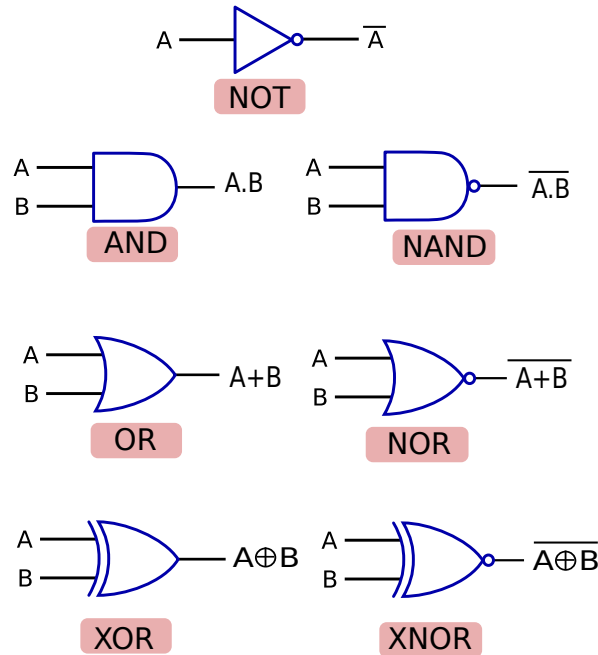 A A̅
NOT
A
B A.B
AND
A
B A̅.̅B̅
NAND
A
B A+B
OR
A
B A̅+̅B̅
NOR
A
B A⊕B
XOR
A
B A̅⊕̅B̅
XNOR